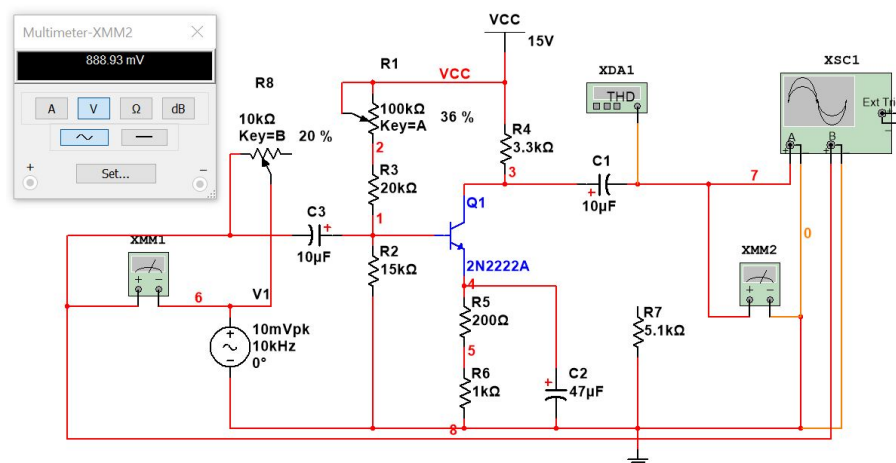 Multimeter-XMM2
888.93 mV
A V Ω dB
+ Set... -
R8
10kΩ
Key=B 20 %
R1
100kΩ
Key=A 36 %
VCC
VCC
15V
2
R3
20kΩ
1
R2
15kΩ
R4
3.3kΩ
3
XDA1
THD
XSC1
Ext Trig
A B
C1
+
10µF
7
0
C3
+
10µF
Q1
2N2222A
XMM1
+ -
6
V1
10mVpk
10kHz
0°
4
R5
200Ω
5
R6
1kΩ
+
C2
47µF
R7
5.1kΩ
XMM2
+ -
8